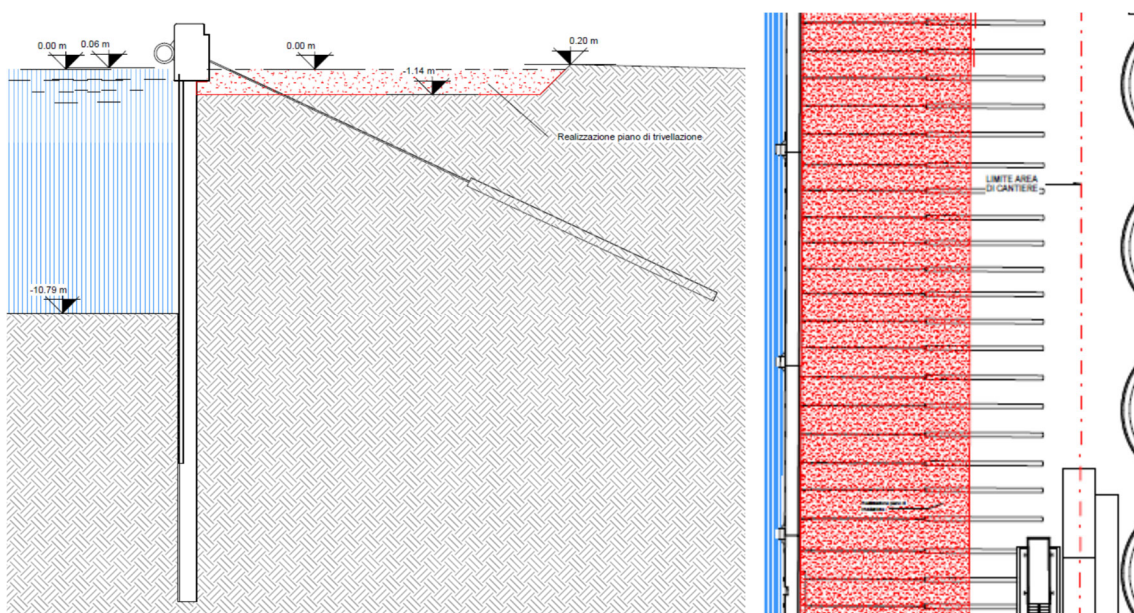 0.00 m
0.06 m
0.00 m
0.20 m
-1.14 m
Realizzazione piano di trivellazione
-10.79 m
LIMITE AREA
DI CANTIERE